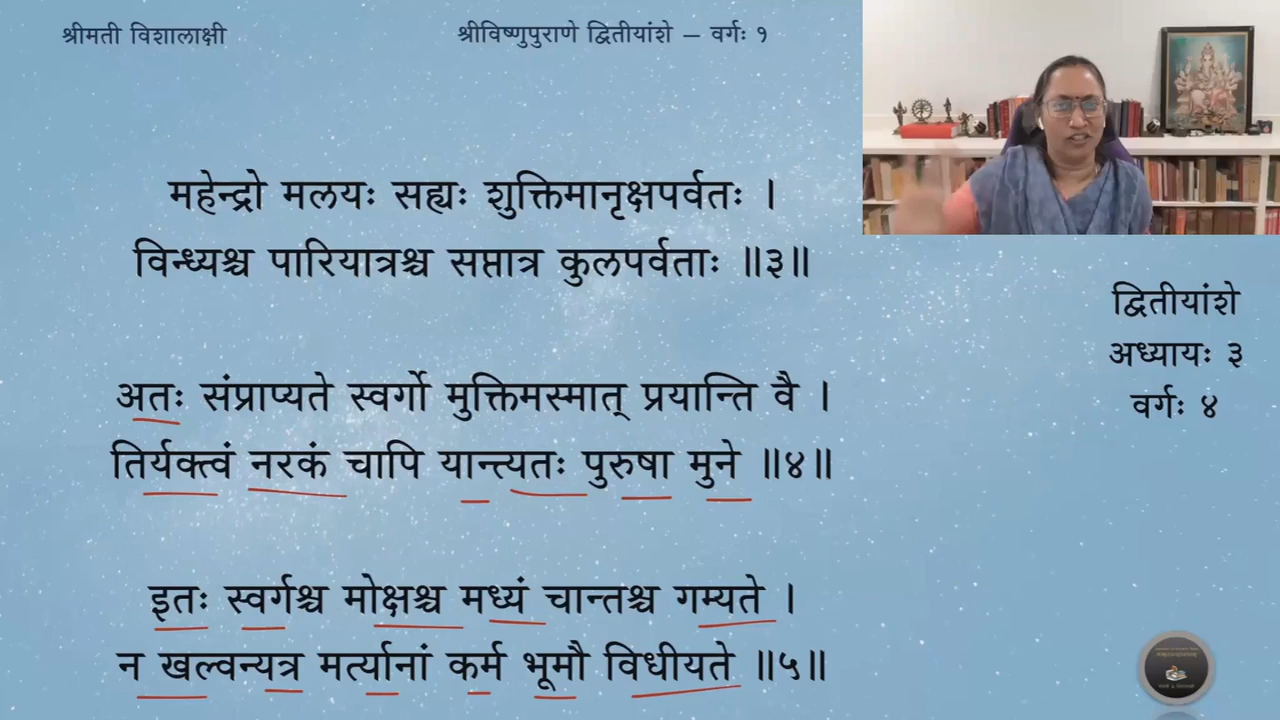 श्रीमती विशालाक्षी
श्रीविष्णुपुराणे द्वितीयांशे – वर्गः १
महेन्द्रो मलयः सह्यः शुक्तिमानृक्षपर्वतः ।
विन्ध्यश्च पारियात्रश्च सप्तात्र कुलपर्वताः ॥३॥
अतः संप्राप्यते स्वर्गो मुक्तिमस्मात् प्रयान्ति वै ।
तिर्यक्त्वं नरकं चापि यान्त्यतः पुरुषा मुने ॥४॥
इतः स्वर्गश्च मोक्षश्च मध्यं चान्तश्च गम्यते ।
न खल्वन्यत्र मर्त्यानां कर्म भूमौ विधीयते ॥५॥
द्वितीयांशे
अध्यायः ३
वर्गः ४